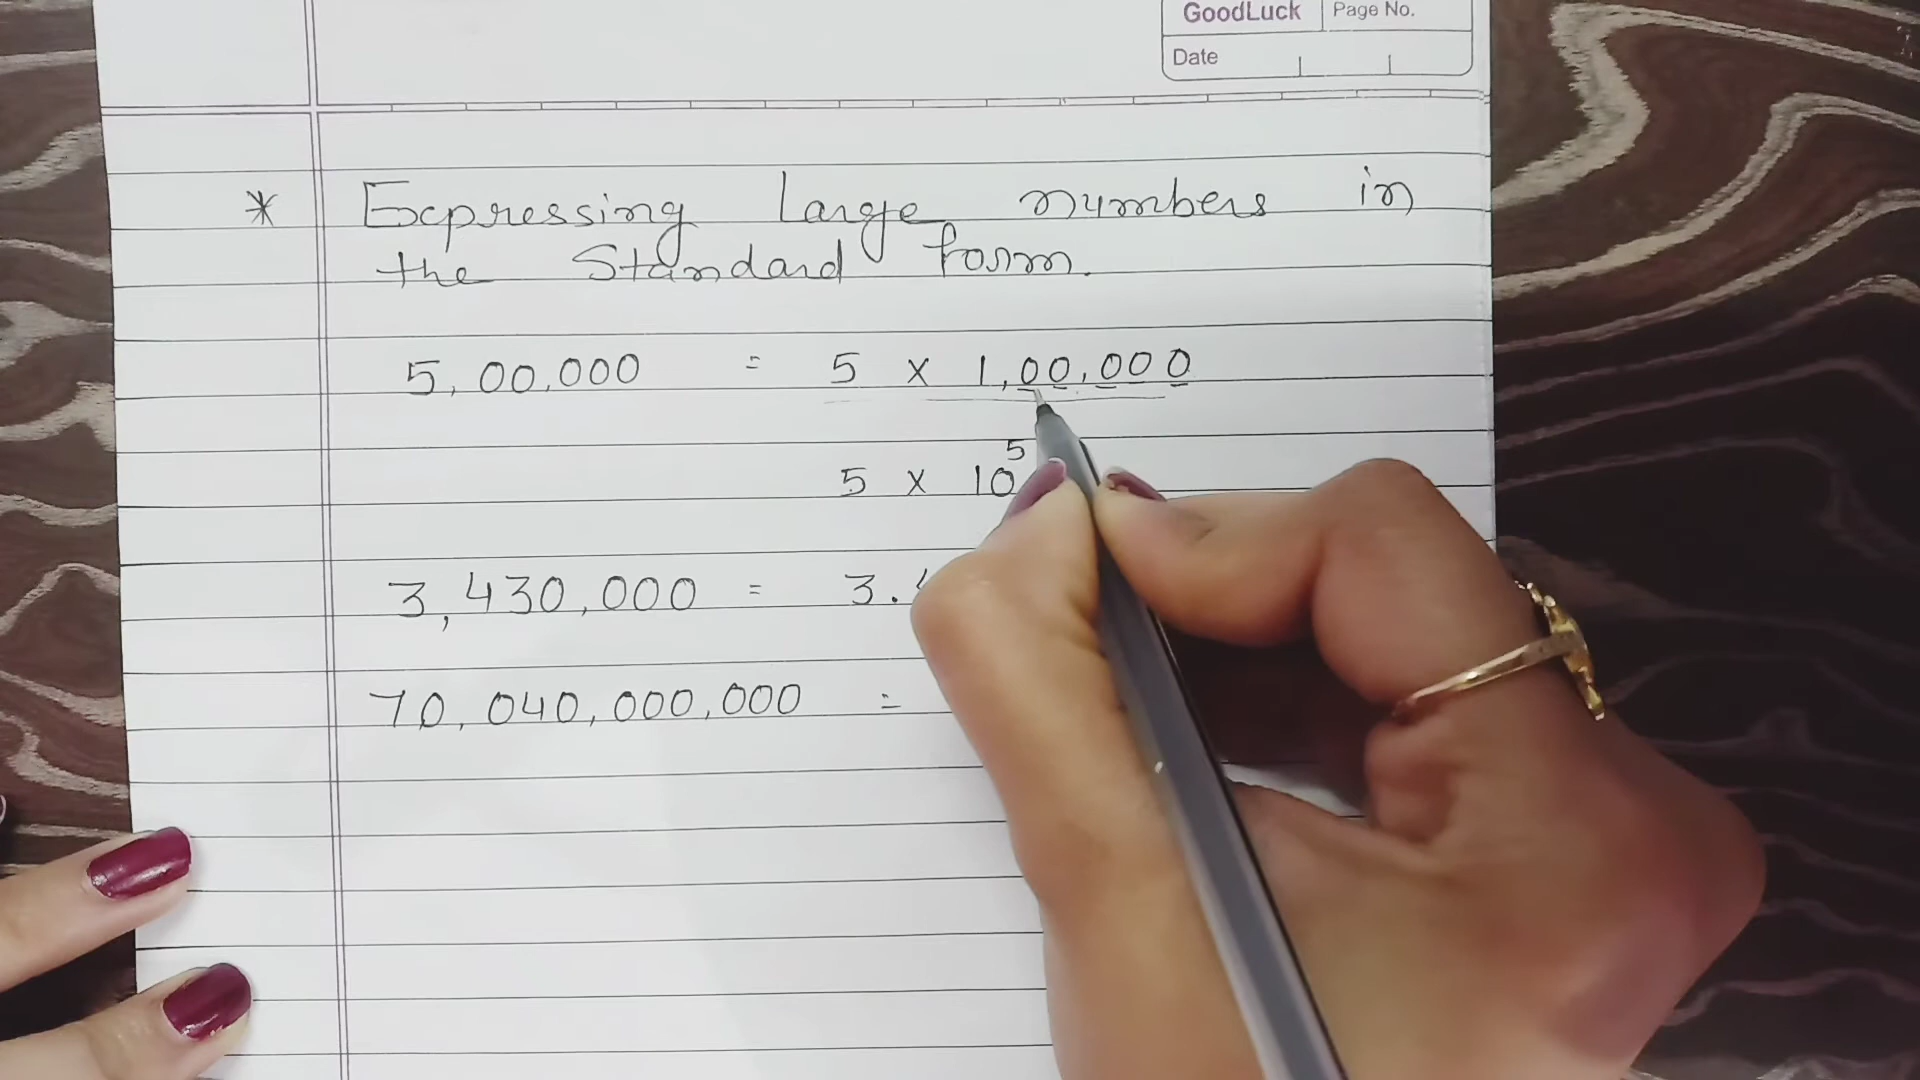 GoodLuck Page No.
Date
* Expressing large numbers in
the Standard form.
5,00,000 = 5 × 1,00,000
5 × 10⁵
3,430,000 = 3.
70,040,000,000 =